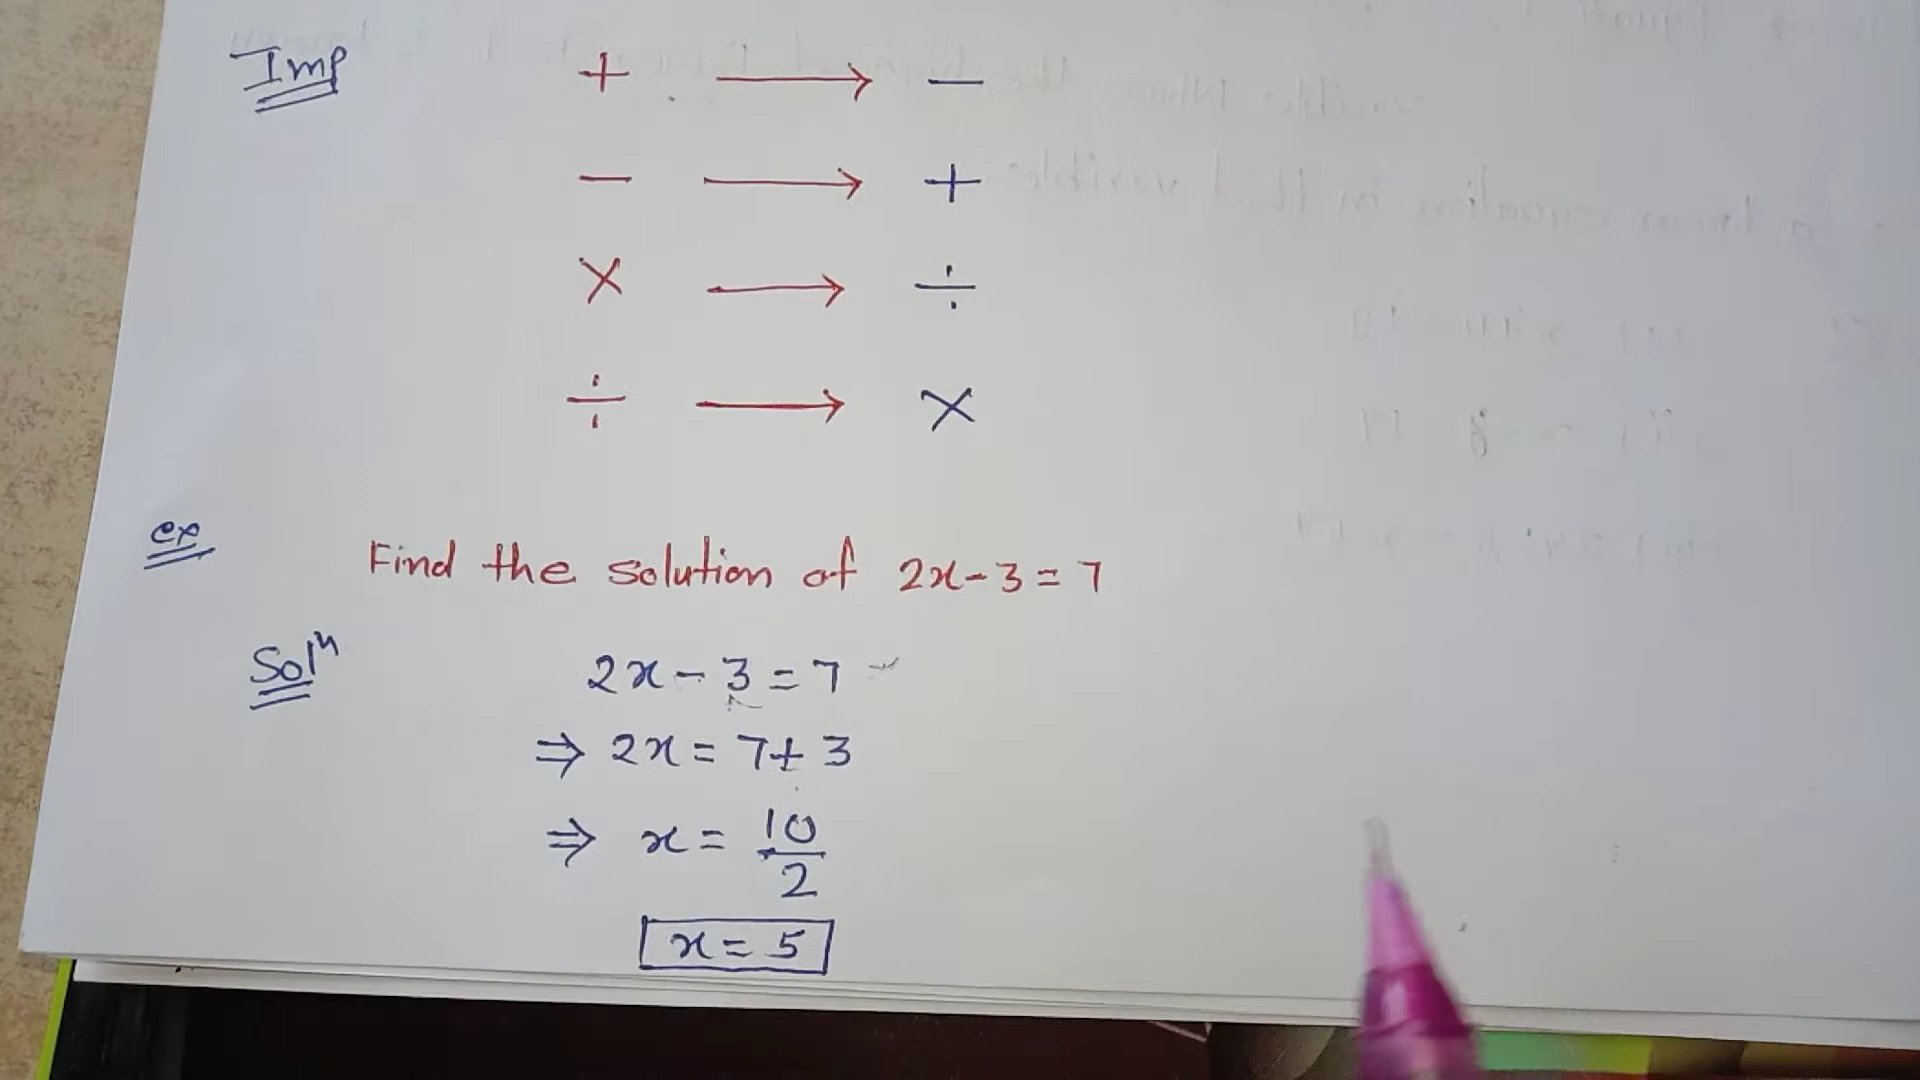 Imp + → −
− → +
× → ÷
÷ → ×
ex Find the solution of 2x-3=7
Solⁿ 2x-3=7
⇒ 2x=7+3
⇒ x=10/2
x=5